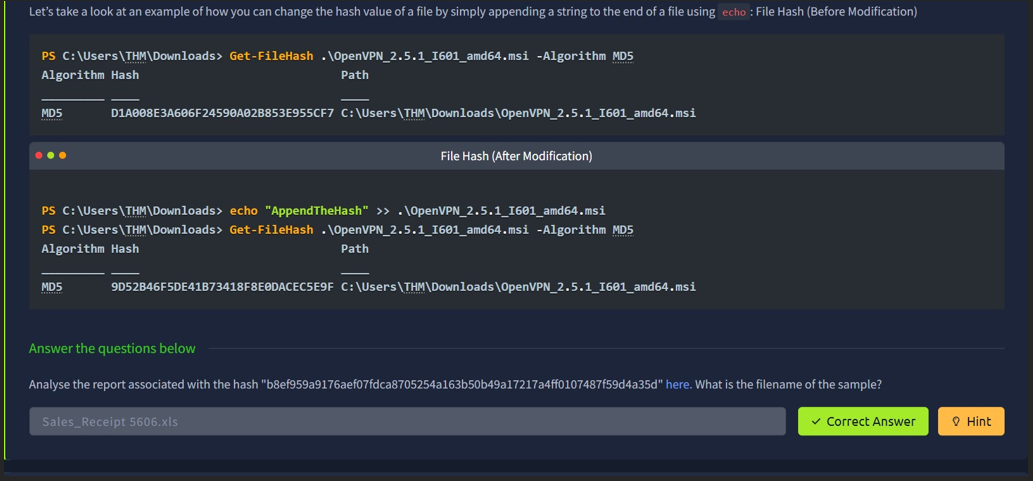 Let's take a look at an example of how you can change the hash value of a file by simply appending a string to the end of a file using echo : File Hash (Before Modification)
PS C:\Users\THM\Downloads> Get-FileHash .\OpenVPN_2.5.1_I601_amd64.msi -Algorithm MD5
Algorithm Hash Path
_________ ____ ____
MD5 D1A008E3A606F24590A02B853E955CF7 C:\Users\THM\Downloads\OpenVPN_2.5.1_I601_amd64.msi
File Hash (After Modification)
PS C:\Users\THM\Downloads> echo "AppendTheHash" >> .\OpenVPN_2.5.1_I601_amd64.msi
PS C:\Users\THM\Downloads> Get-FileHash .\OpenVPN_2.5.1_I601_amd64.msi -Algorithm MD5
Algorithm Hash Path
_________ ____ ____
MD5 9D52B46F5DE41B73418F8E0DACEC5E9F C:\Users\THM\Downloads\OpenVPN_2.5.1_I601_amd64.msi
Answer the questions below
Analyse the report associated with the hash "b8ef959a9176aef07fdca8705254a163b50b49a17217a4ff0107487f59d4a35d" here. What is the filename of the sample?
Sales_Receipt 5606.xls
Correct Answer
Hint